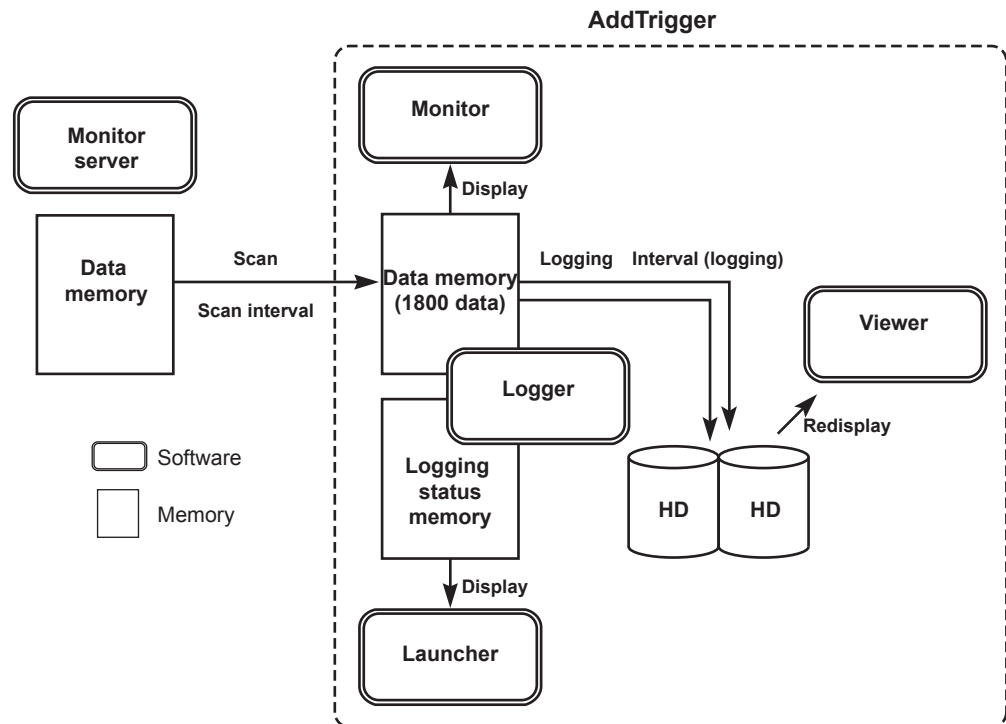 AddTrigger
Monitor
server
Monitor
Display
Data
memory
Scan
Scan interval
Data memory
(1800 data)
Logging
Interval (logging)
Viewer
Logger
Redisplay
Software
Memory
Logging
status
memory
HD
HD
Display
Launcher